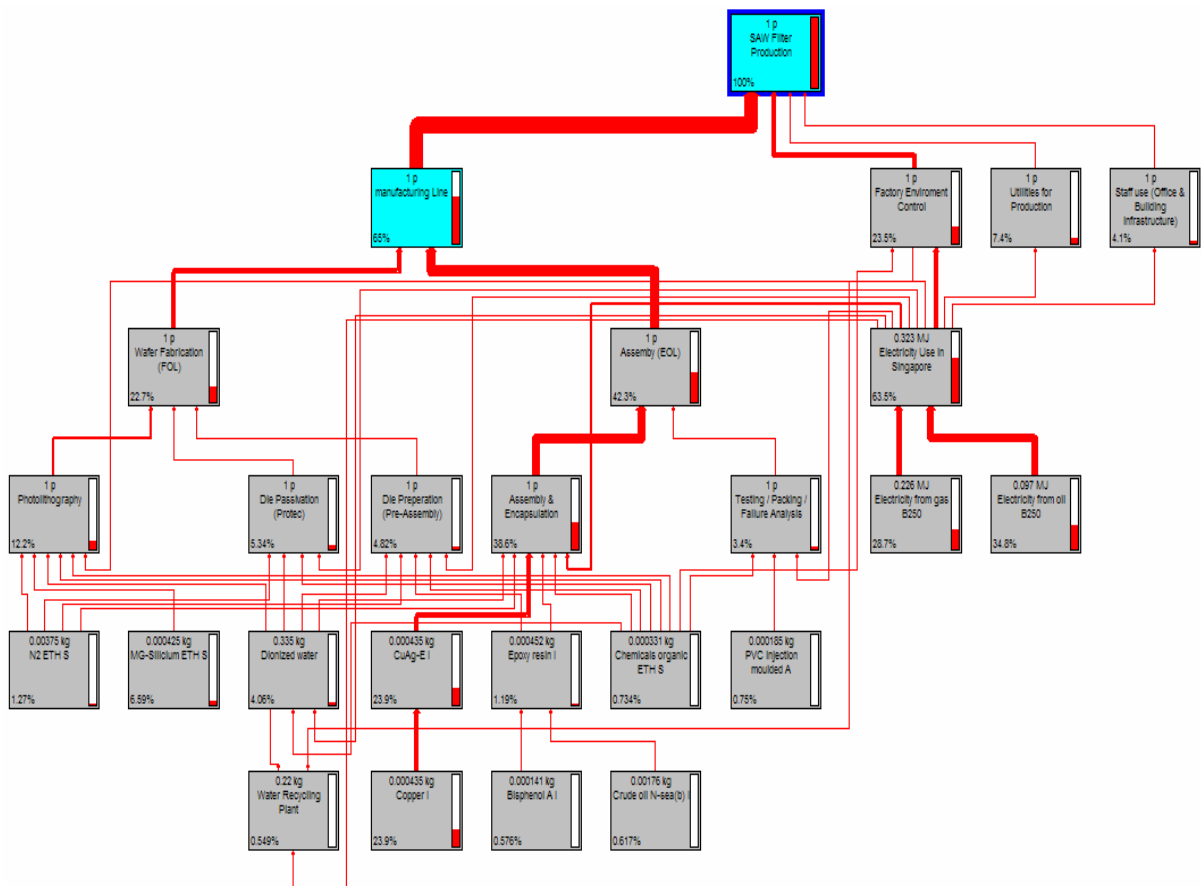 1 p
SAW Filter
Production
100%
1 p
manufacturing Line
65%
1 p
Factory Enviroment
Control
23.5%
1 p
Utilities for
Production
7.4%
1 p
Staff use (Office &
Building
Infrastructure)
4.1%
1 p
Wafer Fabrication
(FOL)
22.7%
1 p
Assemby (EOL)
42.3%
0.323 MJ
Electricity Use in
Singapore
63.5%
1 p
Photolithography
12.2%
1 p
Die Passivation
(Protec)
5.34%
1 p
Die Preperation
(Pre-Assembly)
4.82%
1 p
Assembly &
Encapsulation
38.6%
1 p
Testing / Packing /
Failure Analysis
3.4%
0.226 MJ
Electricity from gas
B250
28.7%
0.097 MJ
Electricity from oil
B250
34.8%
0.00375 kg
N2 ETH S
1.27%
0.000425 kg
MG-Silicium ETH S
6.59%
0.335 kg
Dionized water
4.06%
0.000435 kg
CuAg-E I
23.9%
0.000452 kg
Epoxy resin I
1.19%
0.000331 kg
Chemicals organic
ETH S
0.734%
0.000185 kg
PVC injection
moulded A
0.75%
0.22 kg
Water Recycling
Plant
0.549%
0.000435 kg
Copper I
23.9%
0.000141 kg
Bisphenol A I
0.576%
0.00176 kg
Crude oil N-sea(b) I
0.617%